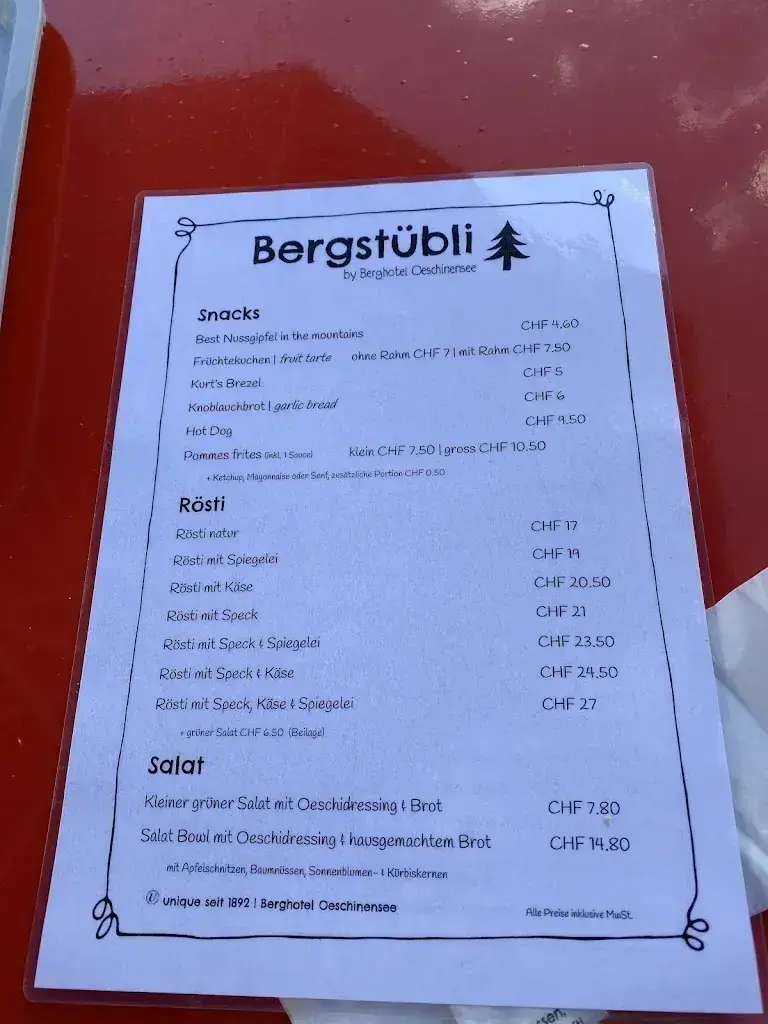 Bergstübli
by Berghotel Oeschinensee
Snacks
Best Nussgipfel in the mountains CHF 4.60
Früchtekuchen | fruit tarte ohne Rahm CHF 7 | mit Rahm CHF 7.50
Kurt's Brezel CHF 5
Knoblauchbrot | garlic bread CHF 6
Hot Dog CHF 9.50
Pommes frites (inkl. 1 Sauce) klein CHF 7.50 | gross CHF 10.50
+ Ketchup, Mayonnaise oder Senf, zusätzliche Portion CHF 0.50
Rösti
Rösti natur CHF 17
Rösti mit Spiegelei CHF 19
Rösti mit Käse CHF 20.50
Rösti mit Speck CHF 21
Rösti mit Speck & Spiegelei CHF 23.50
Rösti mit Speck & Käse CHF 24.50
Rösti mit Speck, Käse & Spiegelei CHF 27
+ grüner Salat CHF 6.50 (Beilage)
Salat
Kleiner grüner Salat mit Oeschidressing & Brot CHF 7.80
Salat Bowl mit Oeschidressing & hausgemachtem Brot CHF 14.80
mit Apfelschnitzen, Baumnüssen, Sonnenblumen- & Kürbiskernen
unique seit 1892 | Berghotel Oeschinensee
Alle Preise inklusive MwSt.